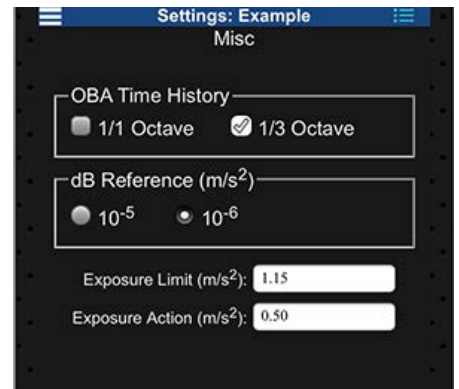 Settings: Example
Misc
OBA Time History
1/1 Octave 1/3 Octave
dB Reference (m/s²)
10⁻⁵ 10⁻⁶
Exposure Limit (m/s²): 1.15
Exposure Action (m/s²): 0.50